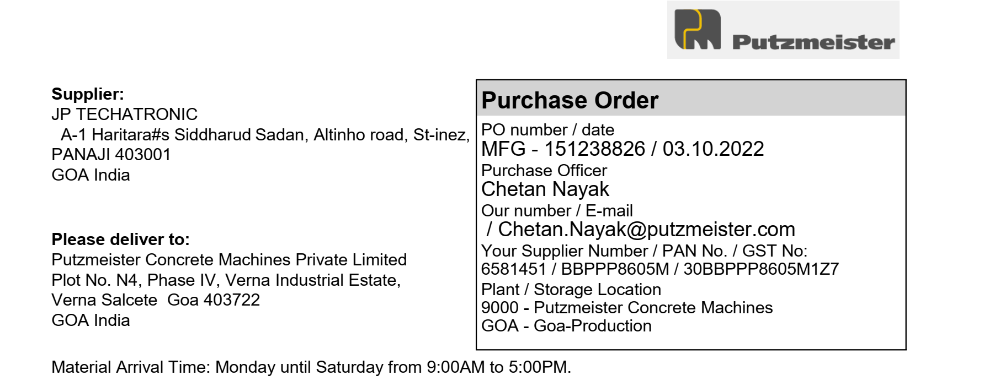 Putzmeister
Supplier:
JP TECHATRONIC
A-1 Haritara#s Siddharud Sadan, Altinho road, St-inez,
PANAJI 403001
GOA India
Please deliver to:
Putzmeister Concrete Machines Private Limited
Plot No. N4, Phase IV, Verna Industrial Estate,
Verna Salcete  Goa 403722
GOA India
Purchase Order
PO number / date
MFG - 151238826 / 03.10.2022
Purchase Officer
Chetan Nayak
Our number / E-mail
/ Chetan.Nayak@putzmeister.com
Your Supplier Number / PAN No. / GST No:
6581451 / BBPPP8605M / 30BBPPP8605M1Z7
Plant / Storage Location
9000 - Putzmeister Concrete Machines
GOA - Goa-Production
Material Arrival Time: Monday until Saturday from 9:00AM to 5:00PM.